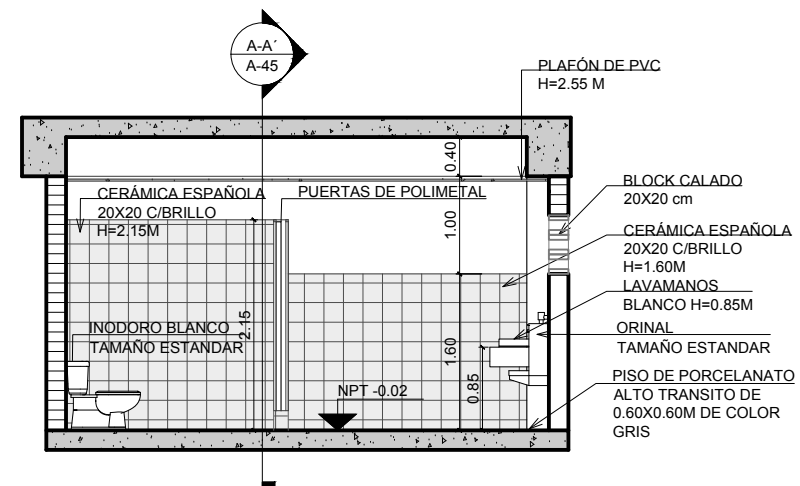 A-A´
A-45
PLAFÓN DE PVC
H=2.55 M
0.40
CERÁMICA ESPAÑOLA
20X20 C/BRILLO
H=2.15M
PUERTAS DE POLIMETAL
1.00
BLOCK CALADO
20X20 cm
CERÁMICA ESPAÑOLA
20X20 C/BRILLO
H=1.60M
LAVAMANOS
BLANCO H=0.85M
2.15
INODORO BLANCO
TAMAÑO ESTANDAR
1.60
ORINAL
TAMAÑO ESTANDAR
0.85
NPT -0.02
PISO DE PORCELANATO
ALTO TRANSITO DE
0.60X0.60M DE COLOR
GRIS